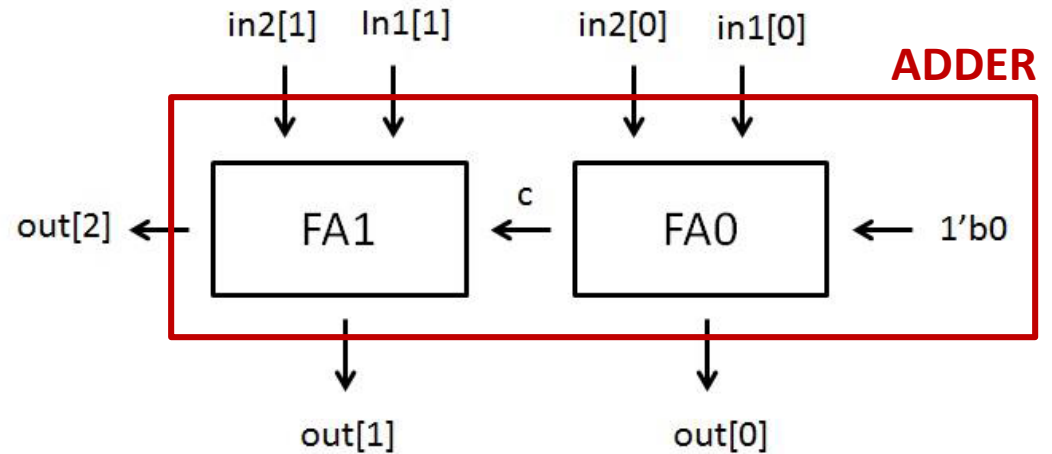 in2[1] In1[1] in2[0] in1[0]
ADDER
c
out[2] FA1 FA0 1’b0
out[1] out[0]